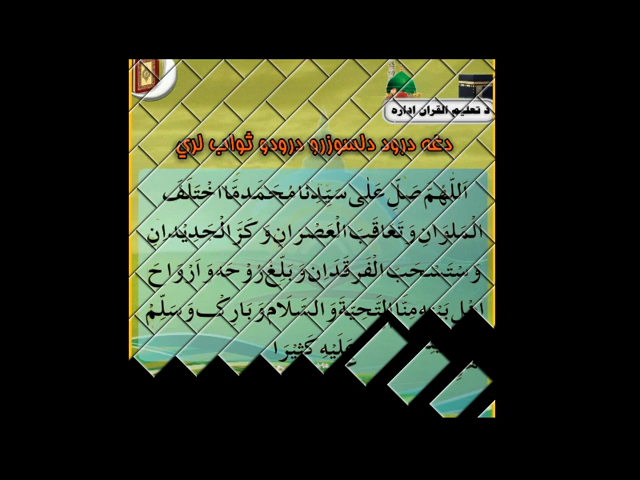 د تعلیم القرآن اداره
دغه درود دلسوزرو درودو ثواب لري
اَللّٰهُمَّ صَلِّ عَلٰی سَیِّدِنَا مُحَمَّدٍ مَّا اخْتَلَفَ
الْمَلَوَانِ وَتَعَاقَبَ الْعَصْرَانِ وَكَرَّ الْجَدِیْدَانِ
وَسْتَصْحَبَ الْفَرْقَدَانِ وَبَلِّغْ رُوْحَهٗ وَاَرْوَاحَ
اَهْلِ بَیْتِهٖ مِنَّا التَّحِیَّةَ وَالسَّلَامَ وَبَارِكْ وَسَلِّمْ
عَلَیْهِ كَثِیْرًا